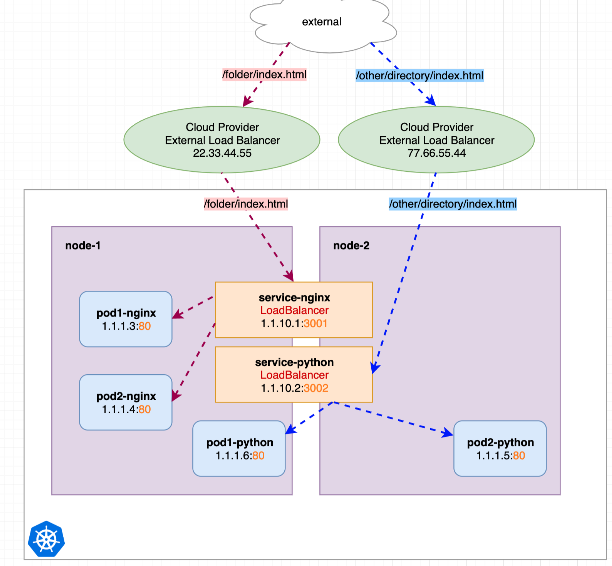 external
/folder/index.html
/other/directory/index.html
Cloud Provider
External Load Balancer
22.33.44.55
Cloud Provider
External Load Balancer
77.66.55.44
/folder/index.html
/other/directory/index.html
node-1
node-2
service-nginx
LoadBalancer
1.1.10.1:3001
pod1-nginx
1.1.1.3:80
service-python
LoadBalancer
1.1.10.2:3002
pod2-nginx
1.1.1.4:80
pod1-python
1.1.1.6:80
pod2-python
1.1.1.5:80